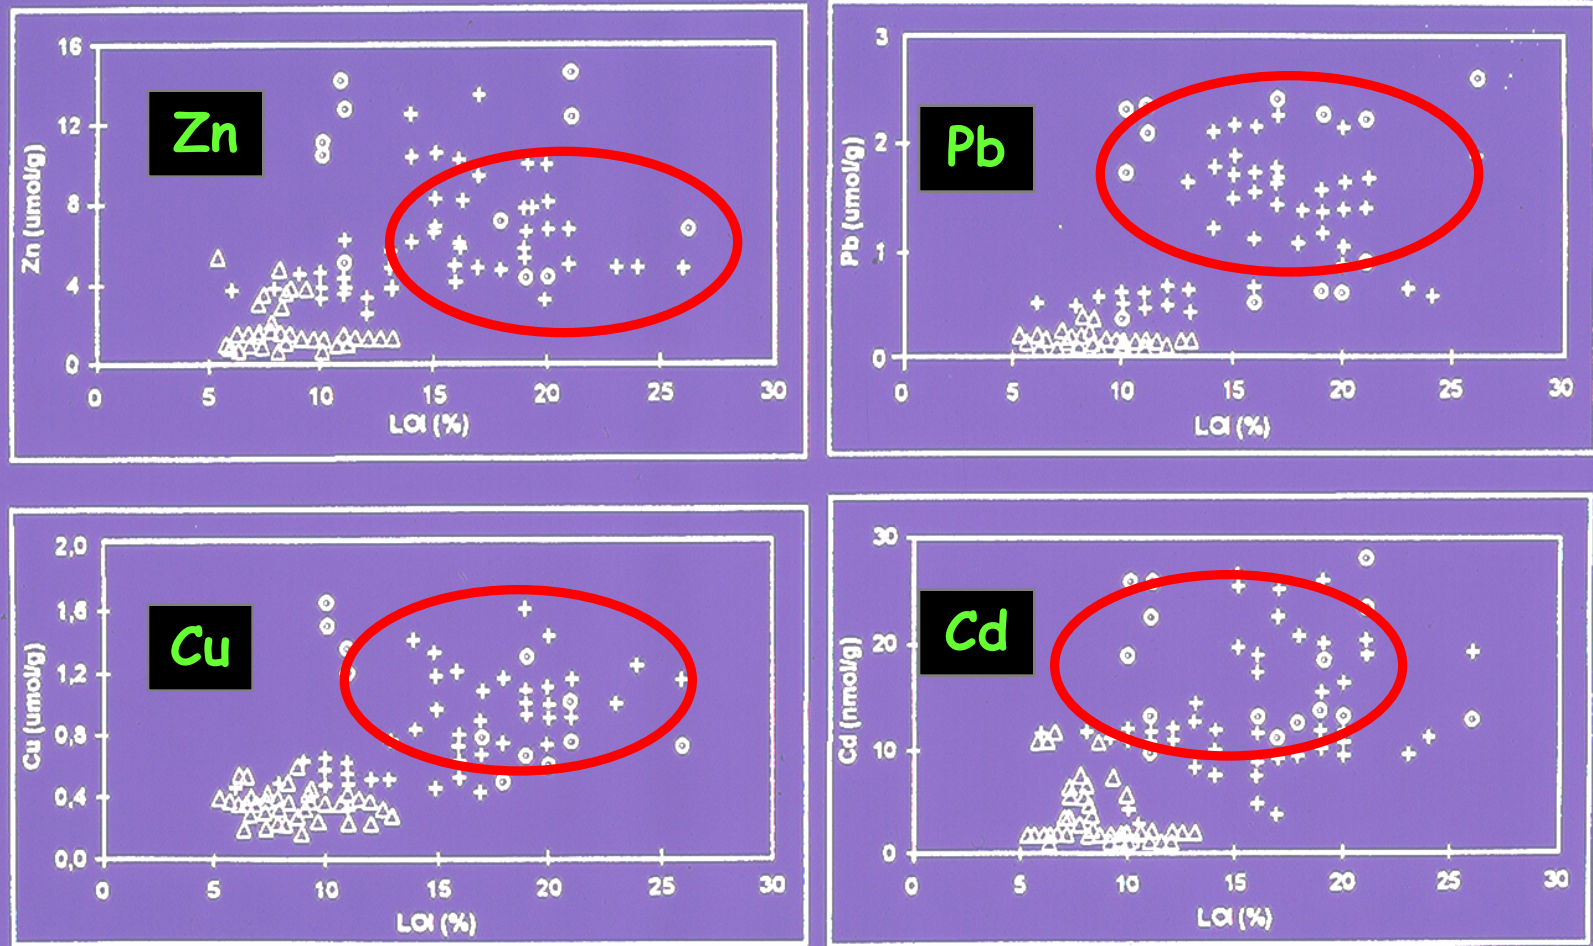 Zn
Zn (umol/g)
16
12
8
4
0
0 5 10 15 20 25 30
LOI (%)
Pb
Pb (umol/g)
3
2
1
0
0 5 10 15 20 25 30
LOI (%)
Cu
Cu (umol/g)
2,0
1,6
1,2
0,8
0,4
0,0
0 5 10 15 20 25 30
LOI (%)
Cd
Cd (nmol/g)
30
20
10
0
0 5 10 15 20 25 30
LOI (%)